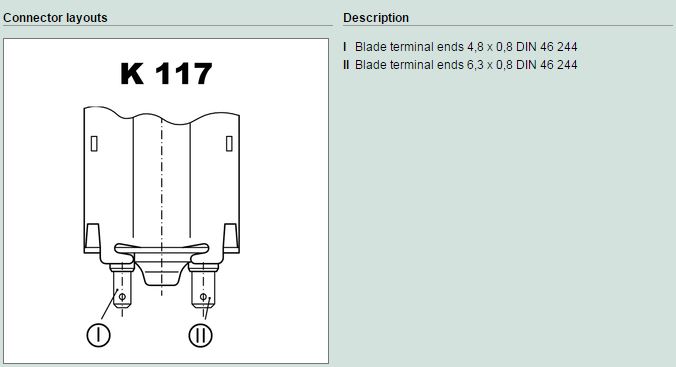 Connector layouts
Description
K 117
I
II
I Blade terminal ends 4,8 x 0,8 DIN 46 244
II Blade terminal ends 6,3 x 0,8 DIN 46 244